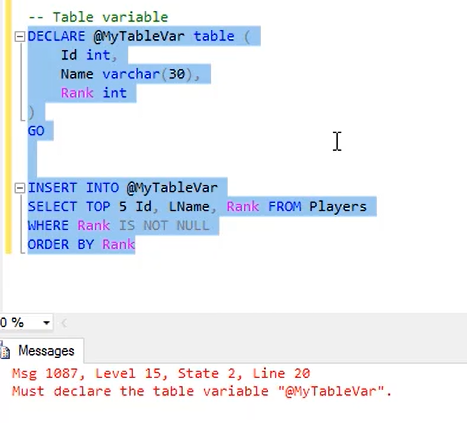 -- Table variable
DECLARE @MyTableVar table (
Id int,
Name varchar(30),
Rank int
)
GO
INSERT INTO @MyTableVar
SELECT TOP 5 Id, LName, Rank FROM Players
WHERE Rank IS NOT NULL
ORDER BY Rank
0 %
Messages
Msg 1087, Level 15, State 2, Line 20
Must declare the table variable "@MyTableVar".